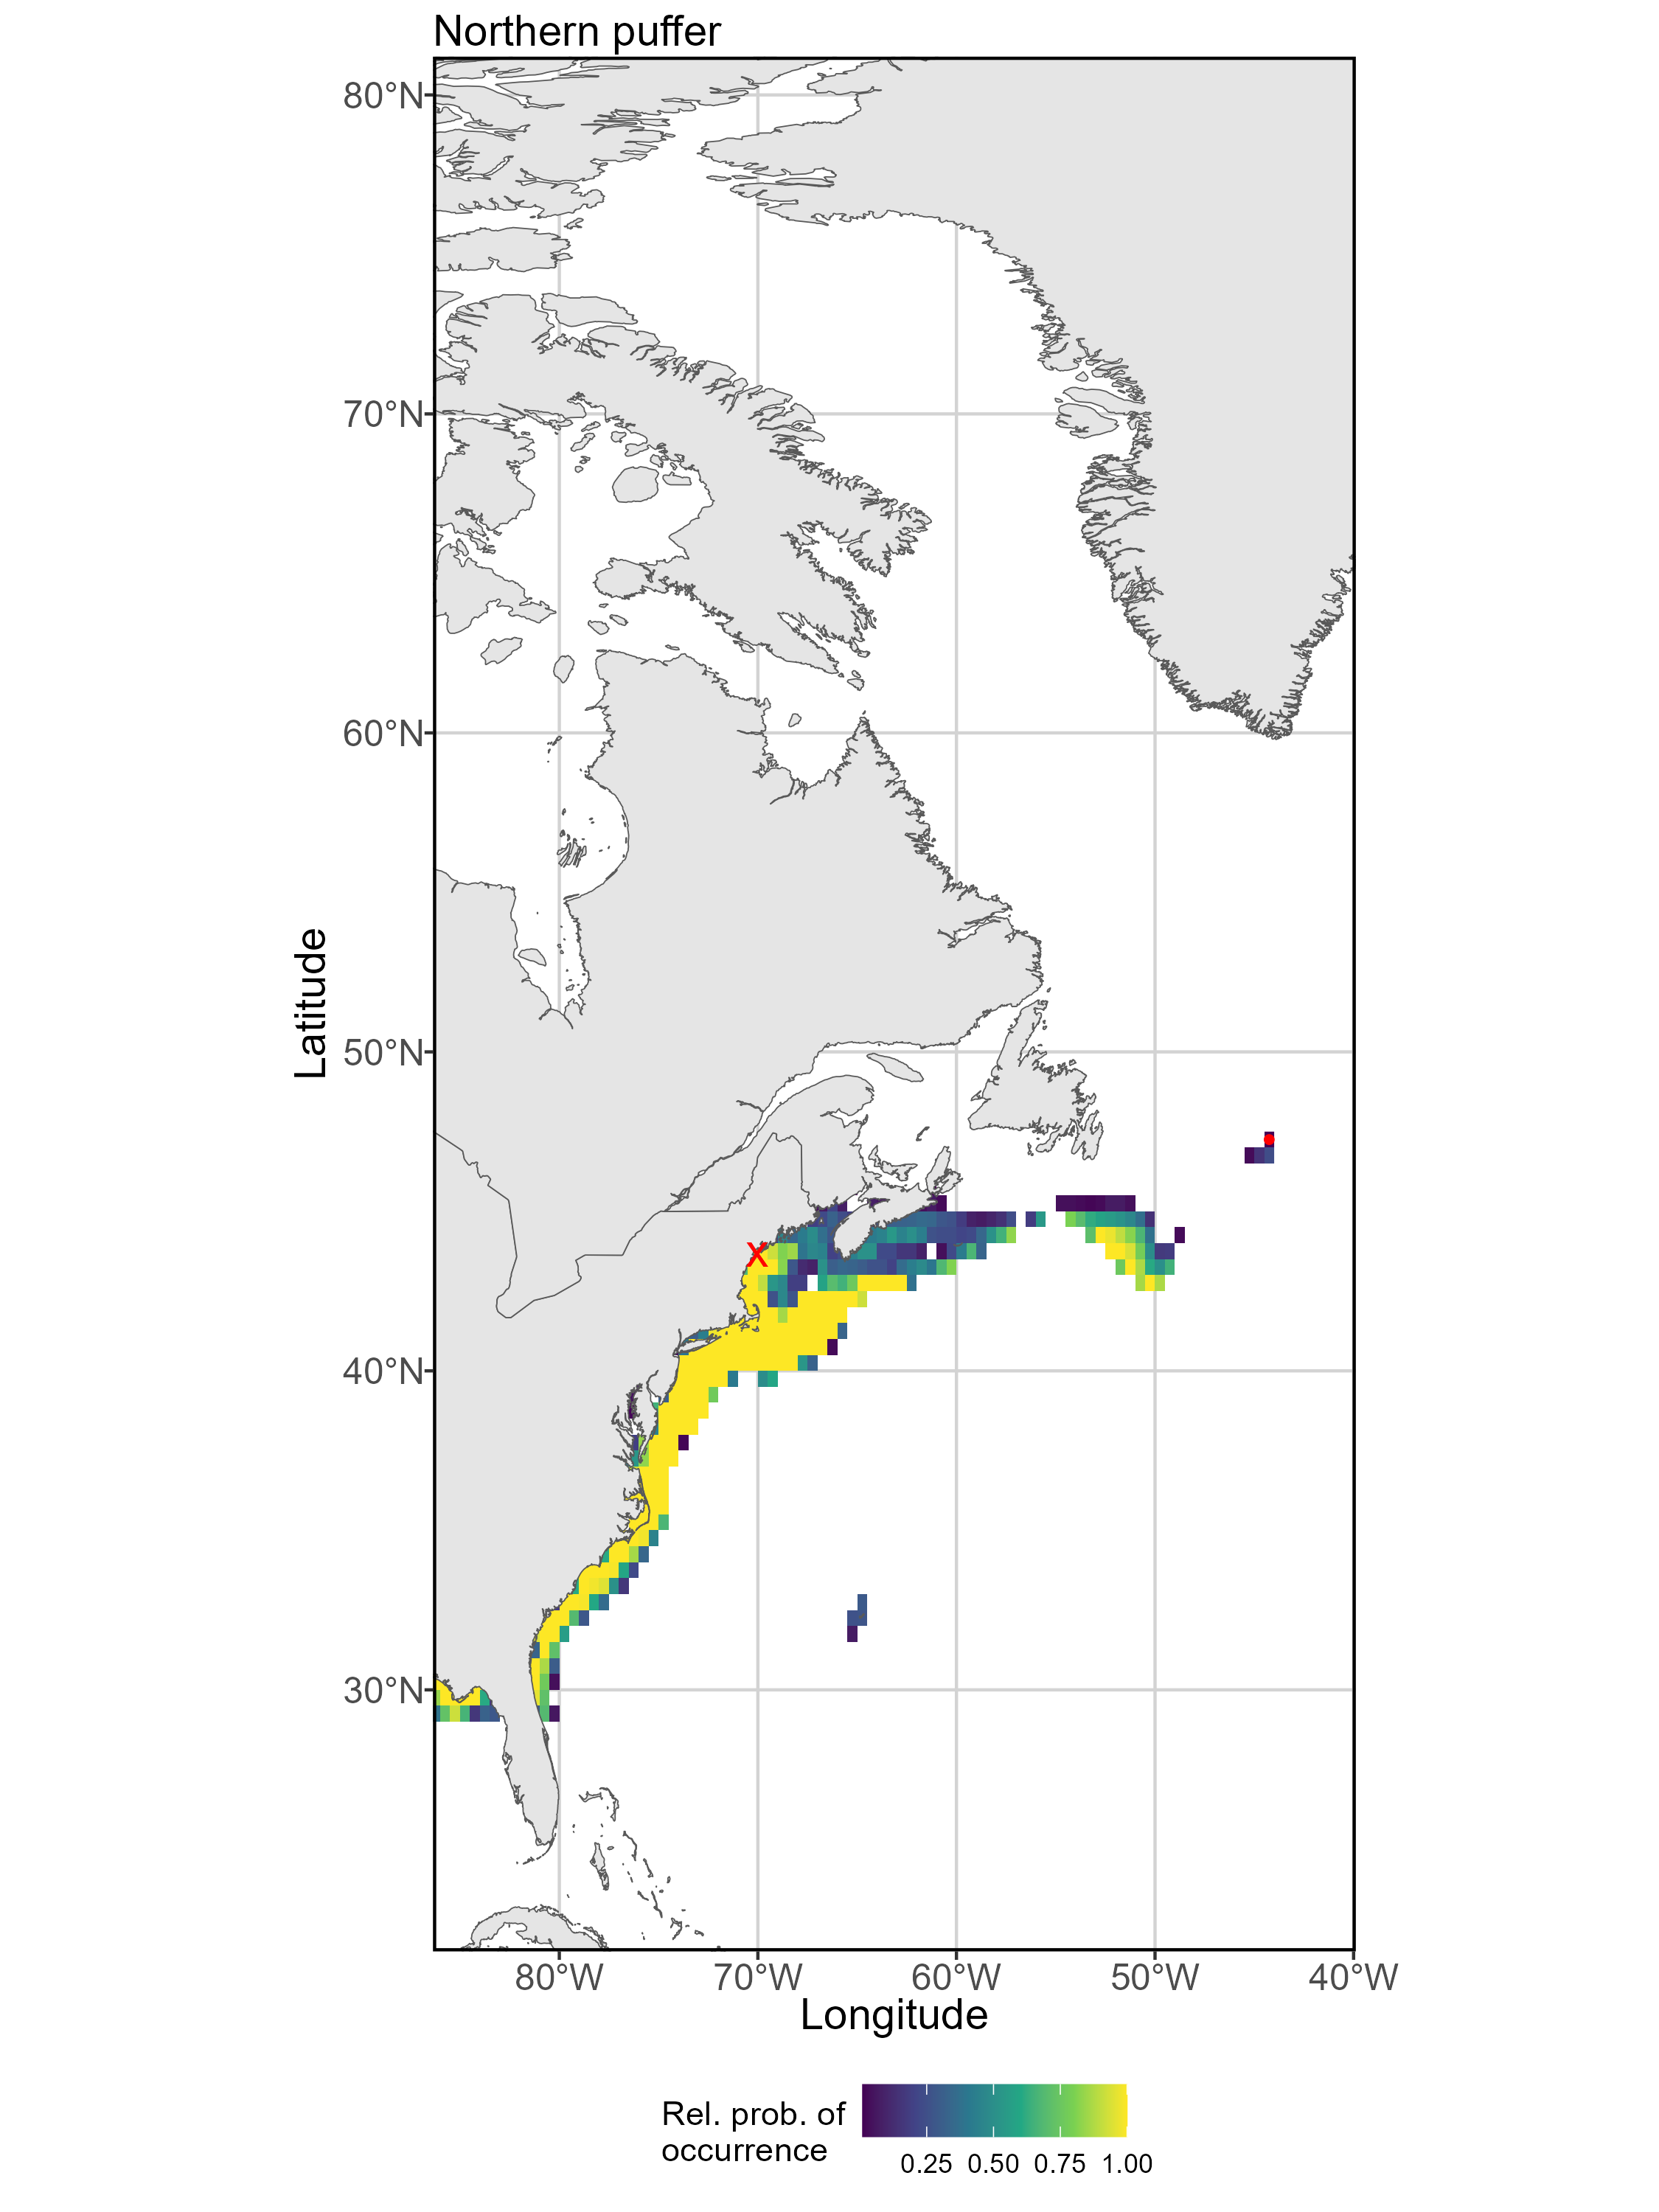 Northern puffer
80°N
70°N
60°N
50°N
40°N
30°N
Latitude
X
80°W 70°W 60°W 50°W 40°W
Longitude
Rel. prob. of
occurrence
0.25 0.50 0.75 1.00